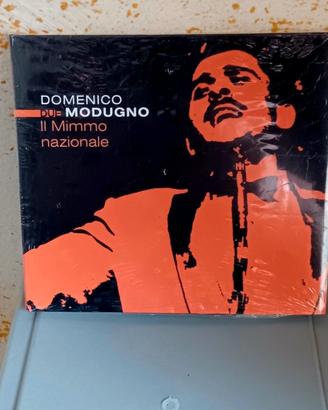 DOMENICO
DUE MODUGNO
Il Mimmo
nazionale